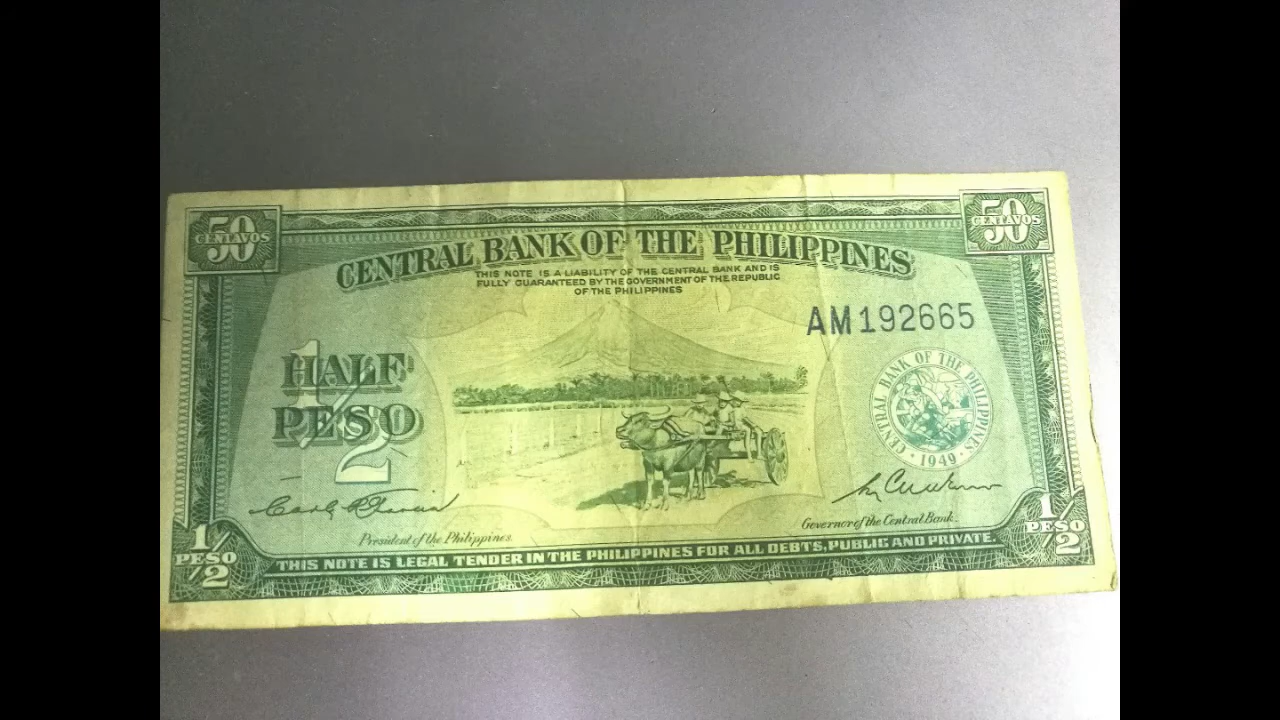 50 CENTAVOS
50 CENTAVOS
CENTRAL BANK OF THE PHILIPPINES
THIS NOTE IS A LIABILITY OF THE CENTRAL BANK AND IS
FULLY GUARANTEED BY THE GOVERNMENT OF THE REPUBLIC
OF THE PHILIPPINES
AM192665
HALF
PESO
1/2
CENTRAL BANK OF THE PHILIPPINES
· 1949 ·
President of the Philippines.
Governor of the Central Bank.
1/2 PESO
1/2 PESO
THIS NOTE IS LEGAL TENDER IN THE PHILIPPINES FOR ALL DEBTS, PUBLIC AND PRIVATE.